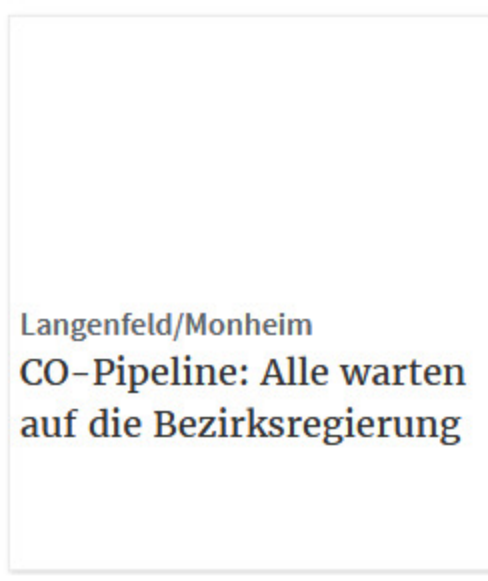 Langenfeld/Monheim
CO-Pipeline: Alle warten
auf die Bezirksregierung